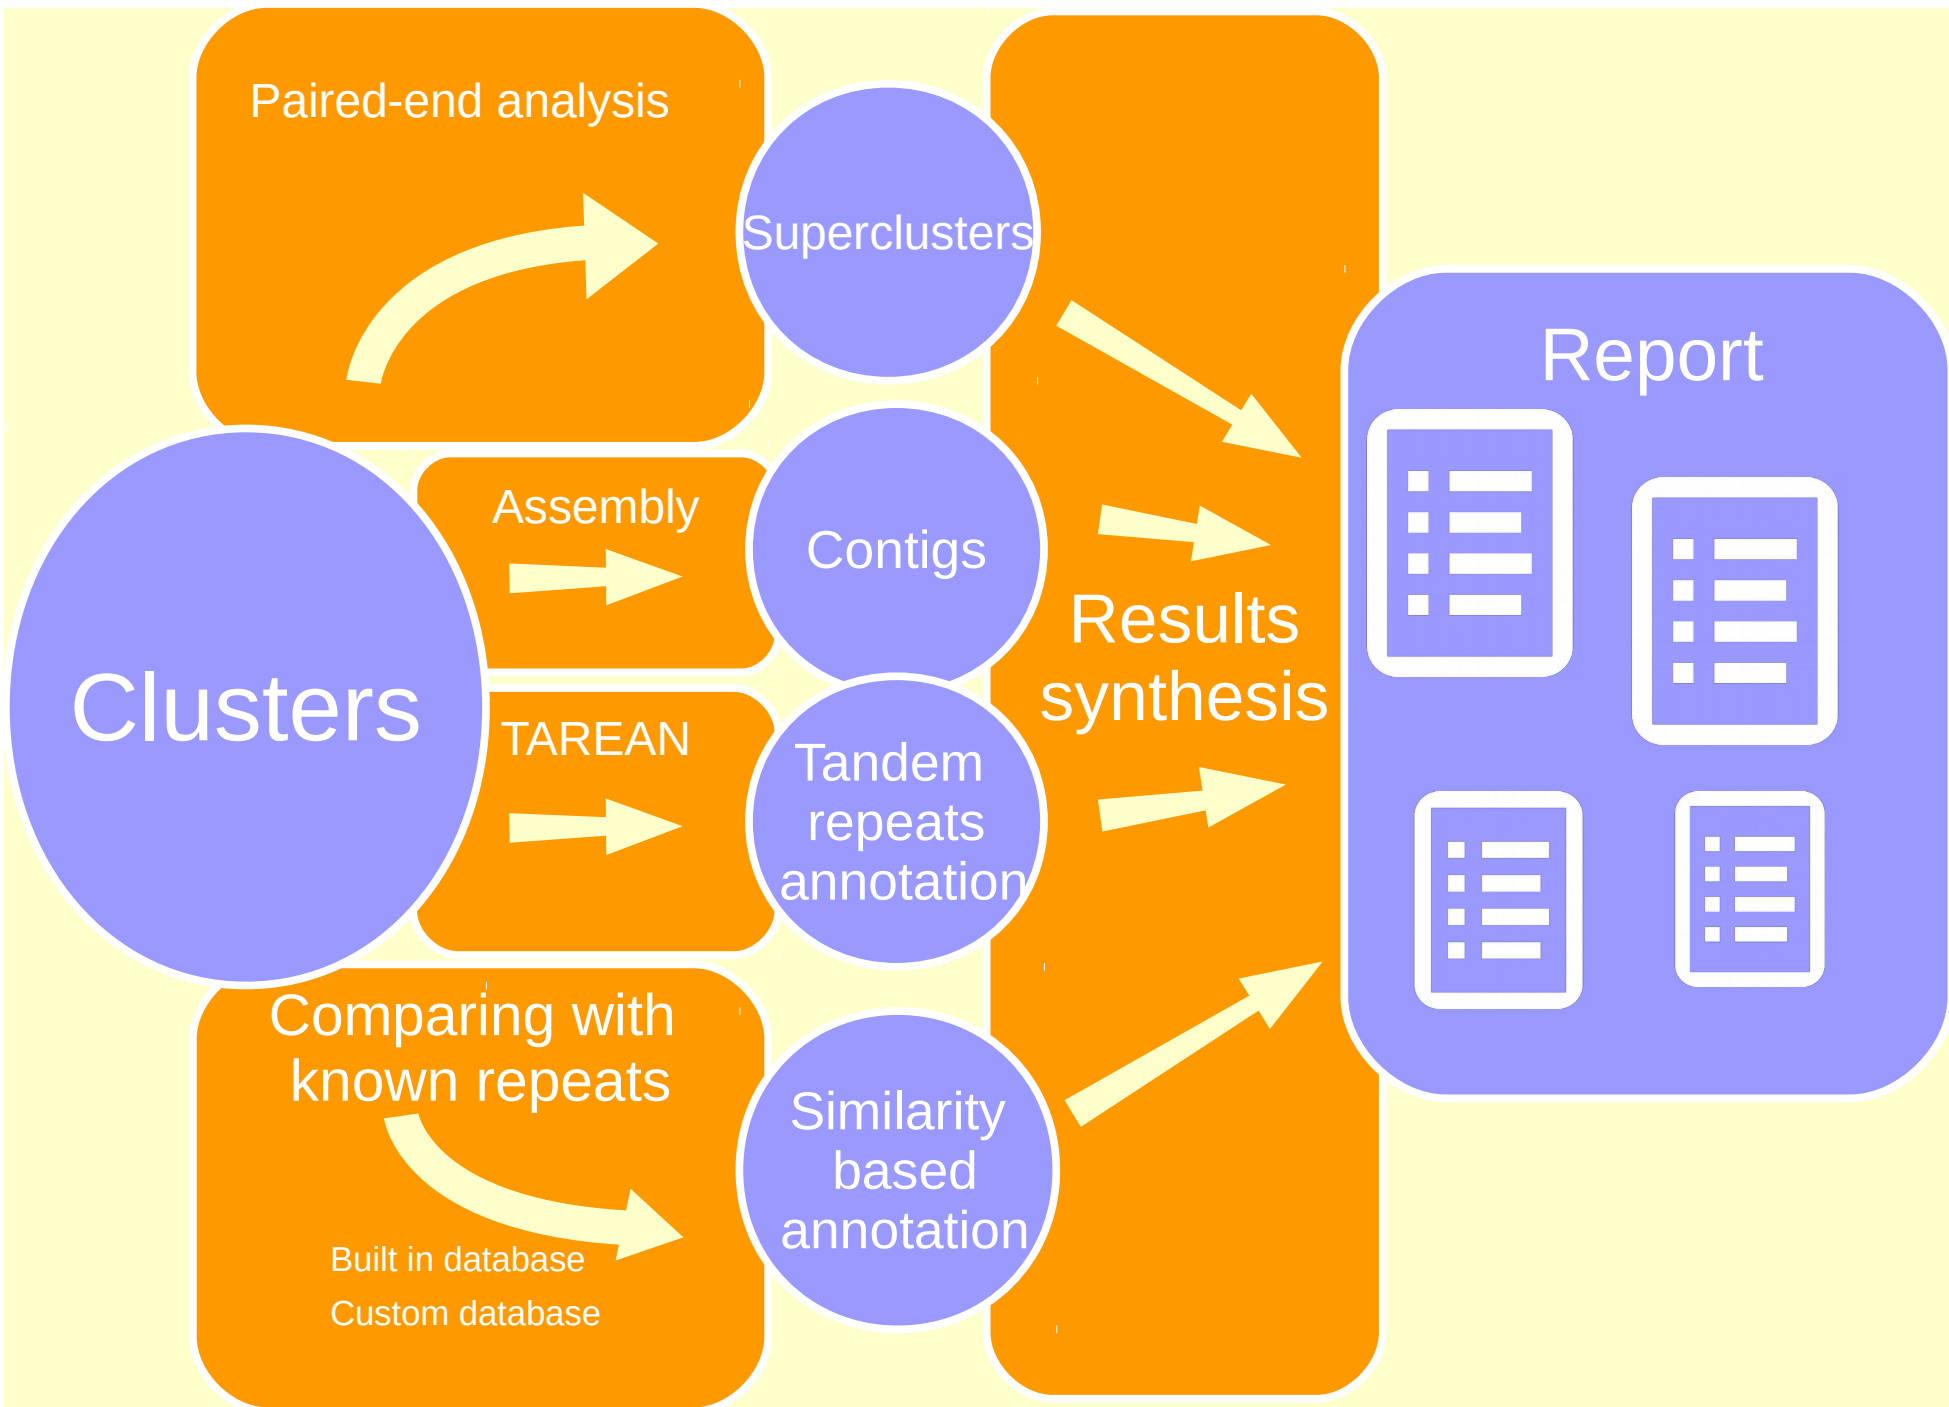 Paired-end analysis
Superclusters
Report
Assembly
Contigs
Results
synthesis
Clusters
TAREAN
Tandem
repeats
annotation
Comparing with
known repeats
Similarity
based
annotation
Built in database
Custom database